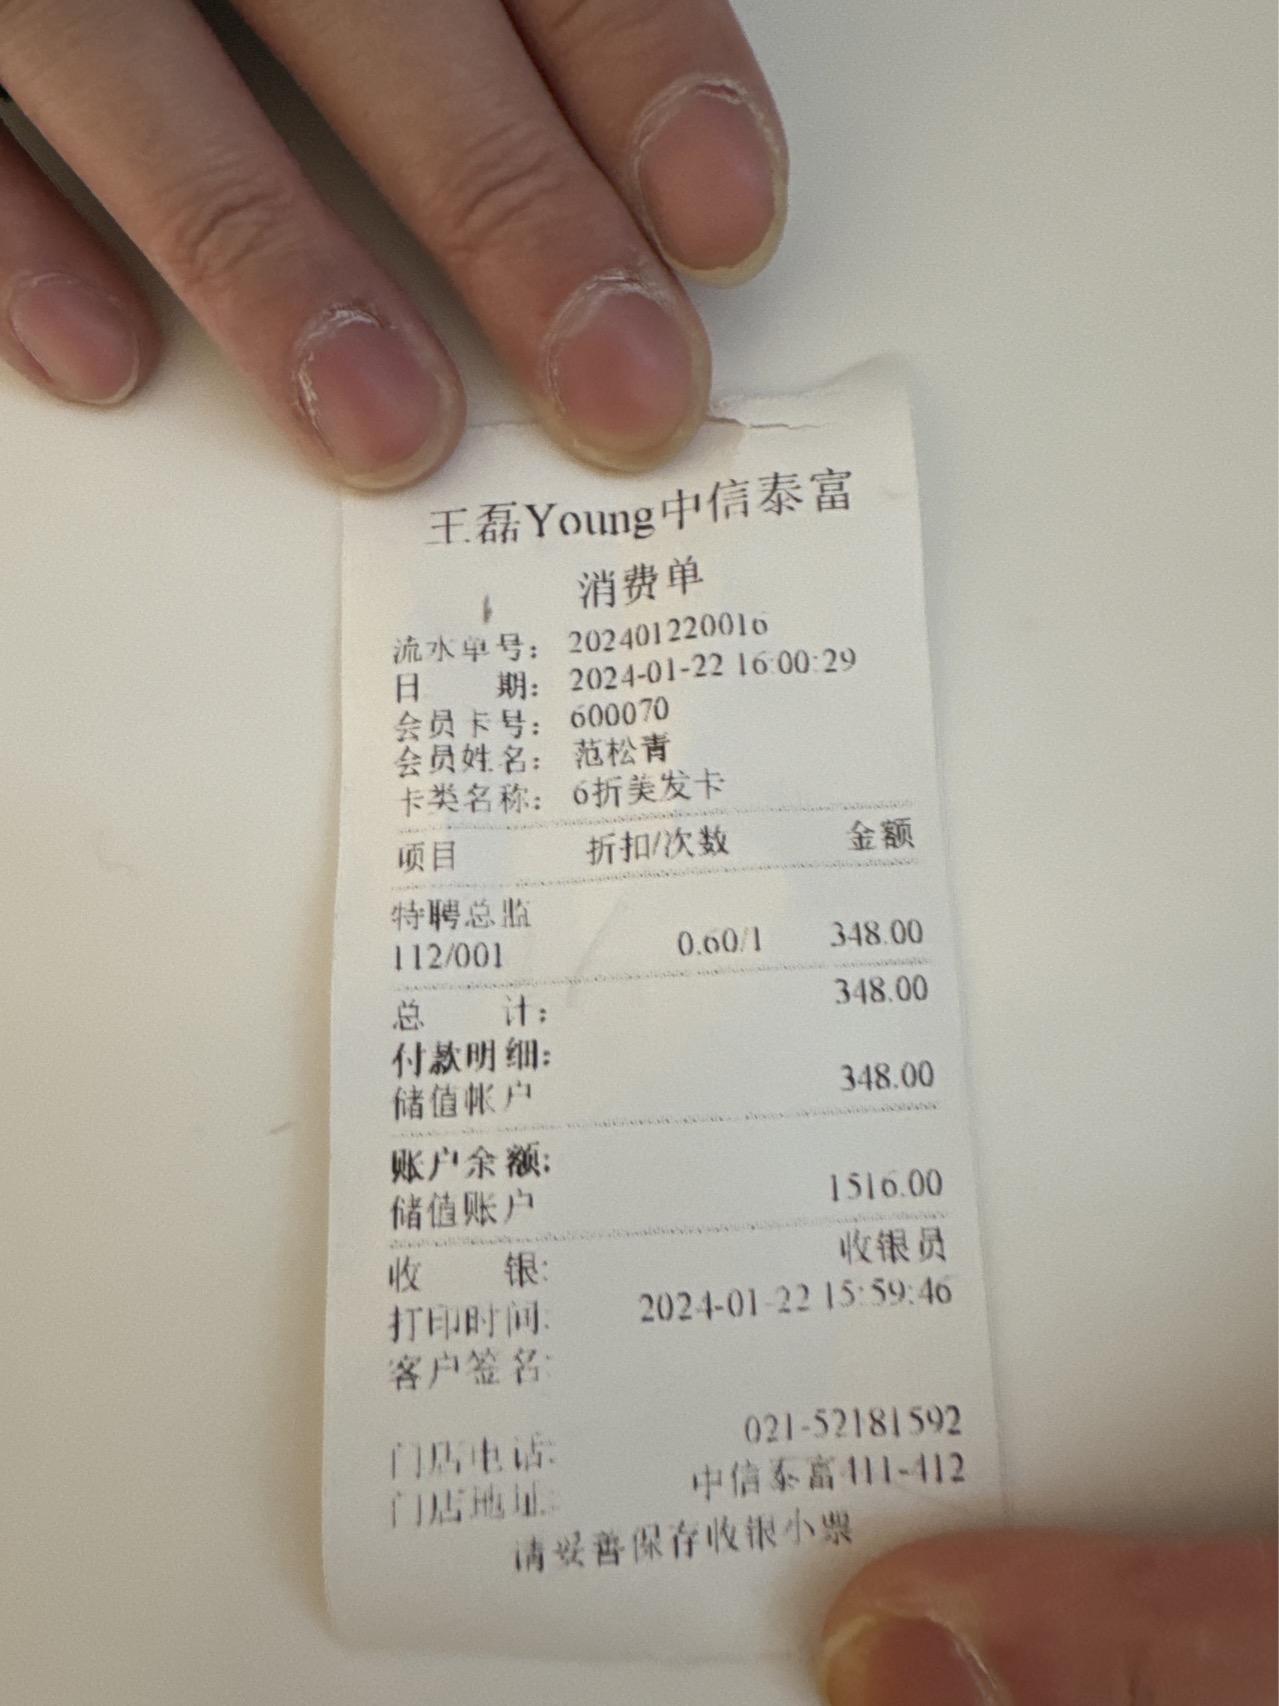 王磊Young中信泰富
消费单
流水单号： 202401220016
日 期： 2024-01-22 16:00:29
会员卡号： 600070
会员姓名： 范松青
卡类名称： 6折美发卡
项目 折扣/次数 金额
特聘总监
112/001 0.60/1 348.00
总 计： 348.00
付款明细:
储值帐户 348.00
账户余额:
储值账户 1516.00
收 银: 收银员
打印时间: 2024-01-22 15:59:46
客户签名:
门店电话: 021-52181592
门店地址: 中信泰富411-412
请妥善保存收银小票